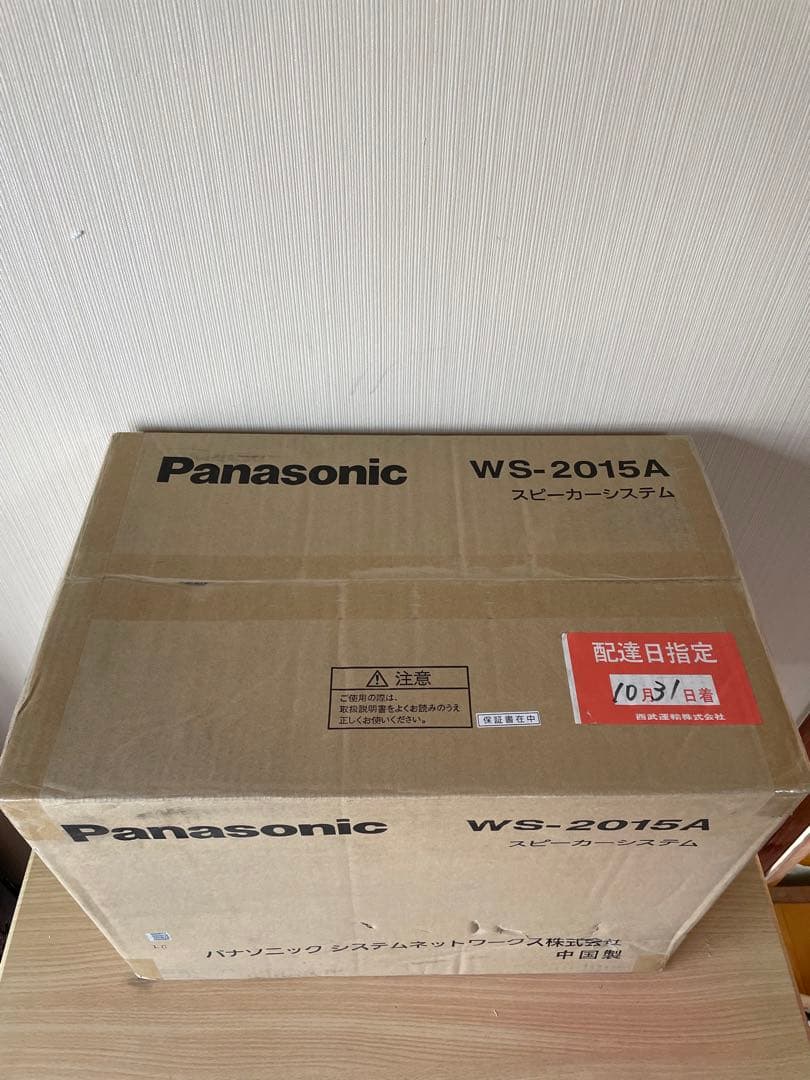 Panasonic
WS-2015A
スピーカーシステム
配達日指定
10月31日着
西武運輸株式会社
注意
ご使用の際は、
取扱説明書をよくお読みのうえ
正しくお使いください。
保証書在中
Panasonic
WS-2015A
スピーカーシステム
パナソニック システムネットワークス株式会社
中国製